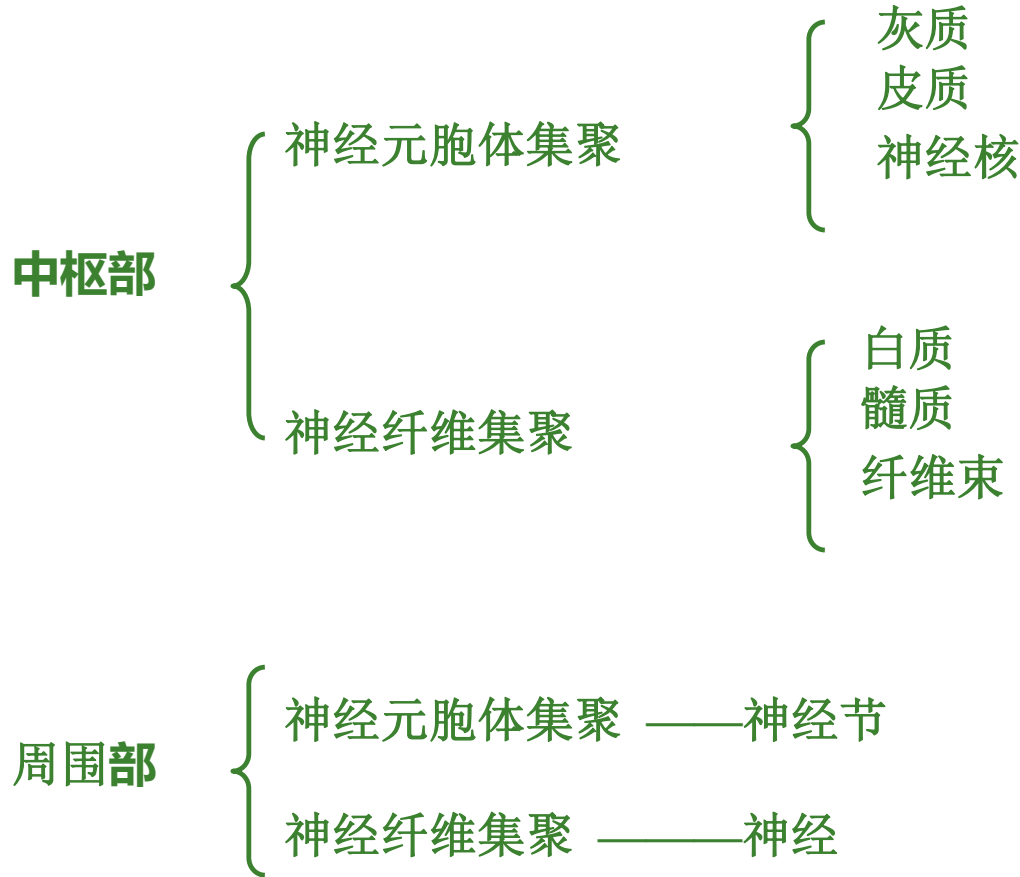 灰质
皮质
神经元胞体集聚
神经核
中枢部
白质
髓质
神经纤维集聚
纤维束
神经元胞体集聚 ——神经节
周围部
神经纤维集聚 ———神经